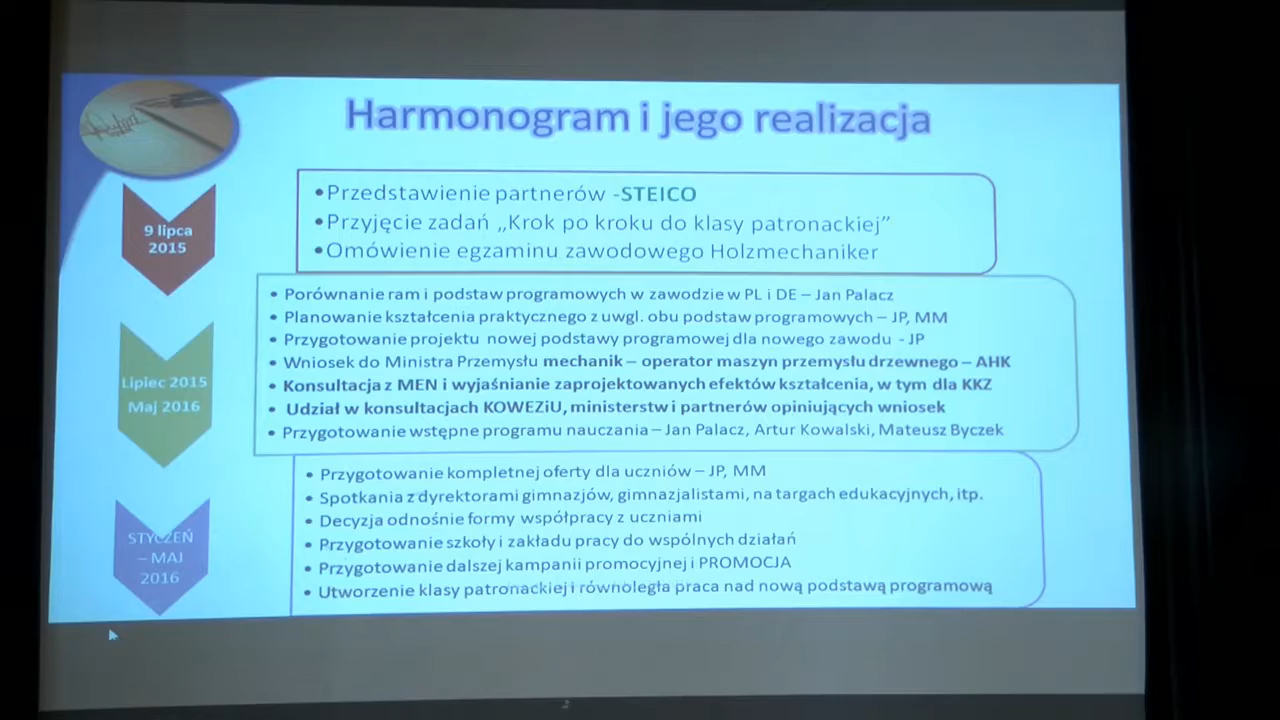 Harmonogram i jego realizacja
9 lipca
2015
•Przedstawienie partnerów -STEICO
•Przyjęcie zadań „Krok po kroku do klasy patronackiej”
•Omówienie egzaminu zawodowego Holzmechaniker
Lipiec 2015
Maj 2016
• Porównanie ram i podstaw programowych w zawodzie w PL i DE – Jan Palacz
• Planowanie kształcenia praktycznego z uwgl. obu podstaw programowych – JP, MM
• Przygotowanie projektu nowej podstawy programowej dla nowego zawodu - JP
• Wniosek do Ministra Przemysłu mechanik – operator maszyn przemysłu drzewnego – AHK
• Konsultacja z MEN i wyjaśnianie zaprojektowanych efektów kształcenia, w tym dla KKZ
• Udział w konsultacjach KOWEZiU, ministerstw i partnerów opiniujących wniosek
• Przygotowanie wstępne programu nauczania – Jan Palacz, Artur Kowalski, Mateusz Byczek
STYCZEŃ
– MAJ
2016
• Przygotowanie kompletnej oferty dla uczniów – JP, MM
• Spotkania z dyrektorami gimnazjów, gimnazjalistami, na targach edukacyjnych, itp.
• Decyzja odnośnie formy współpracy z uczniami
• Przygotowanie szkoły i zakładu pracy do wspólnych działań
• Przygotowanie dalszej kampanii promocyjnej i PROMOCJA
• Utworzenie klasy patronackiej i równoległa praca nad nową podstawą programową